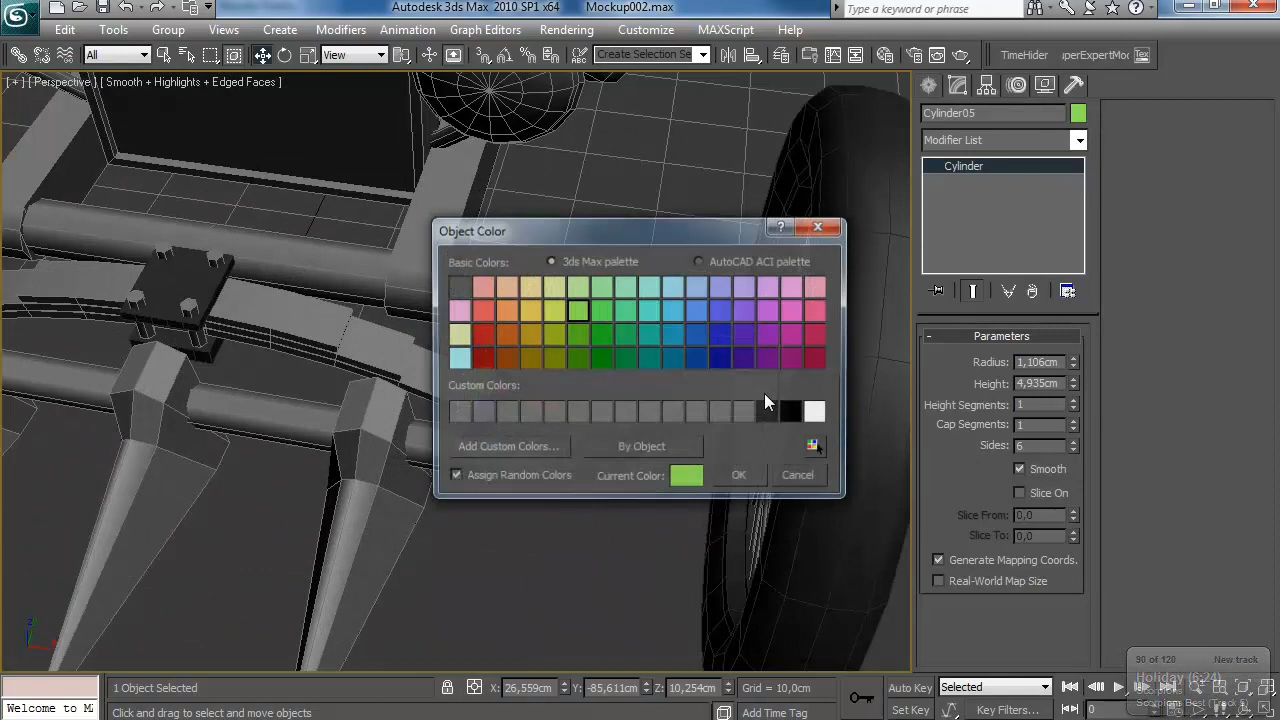 Autodesk 3ds Max 2010 SP1 x64 Mockup002.max
Type a keyword or phrase
Edit Tools Group Views Create Modifiers Animation Graph Editors Rendering Customize MAXScript Help
All View Create Selection Se TimeHider perExpertMoc Tex
[ + ] [ Perspective ] [ Smooth + Highlights + Edged Faces ]
Cylinder05
Modifier List
Cylinder
Object Color
Basic Colors: 3ds Max palette AutoCAD ACI palette
Custom Colors:
Add Custom Colors... By Object
Assign Random Colors Current Color: OK Cancel
Parameters
Radius: 1,106cm
Height: 4,935cm
Height Segments: 1
Cap Segments: 1
Sides: 6
Smooth
Slice On
Slice From: 0,0
Slice To: 0,0
Generate Mapping Coords.
Real-World Map Size
90 of 120 New track
Holiday (6:24)
1 Object Selected X: 26,559cm Y: -85,611cm Z: 10,254cm Grid = 10,0cm Auto Key Selected
Welcome to MA Click and drag to select and move objects Add Time Tag Set Key Key Filters... 0